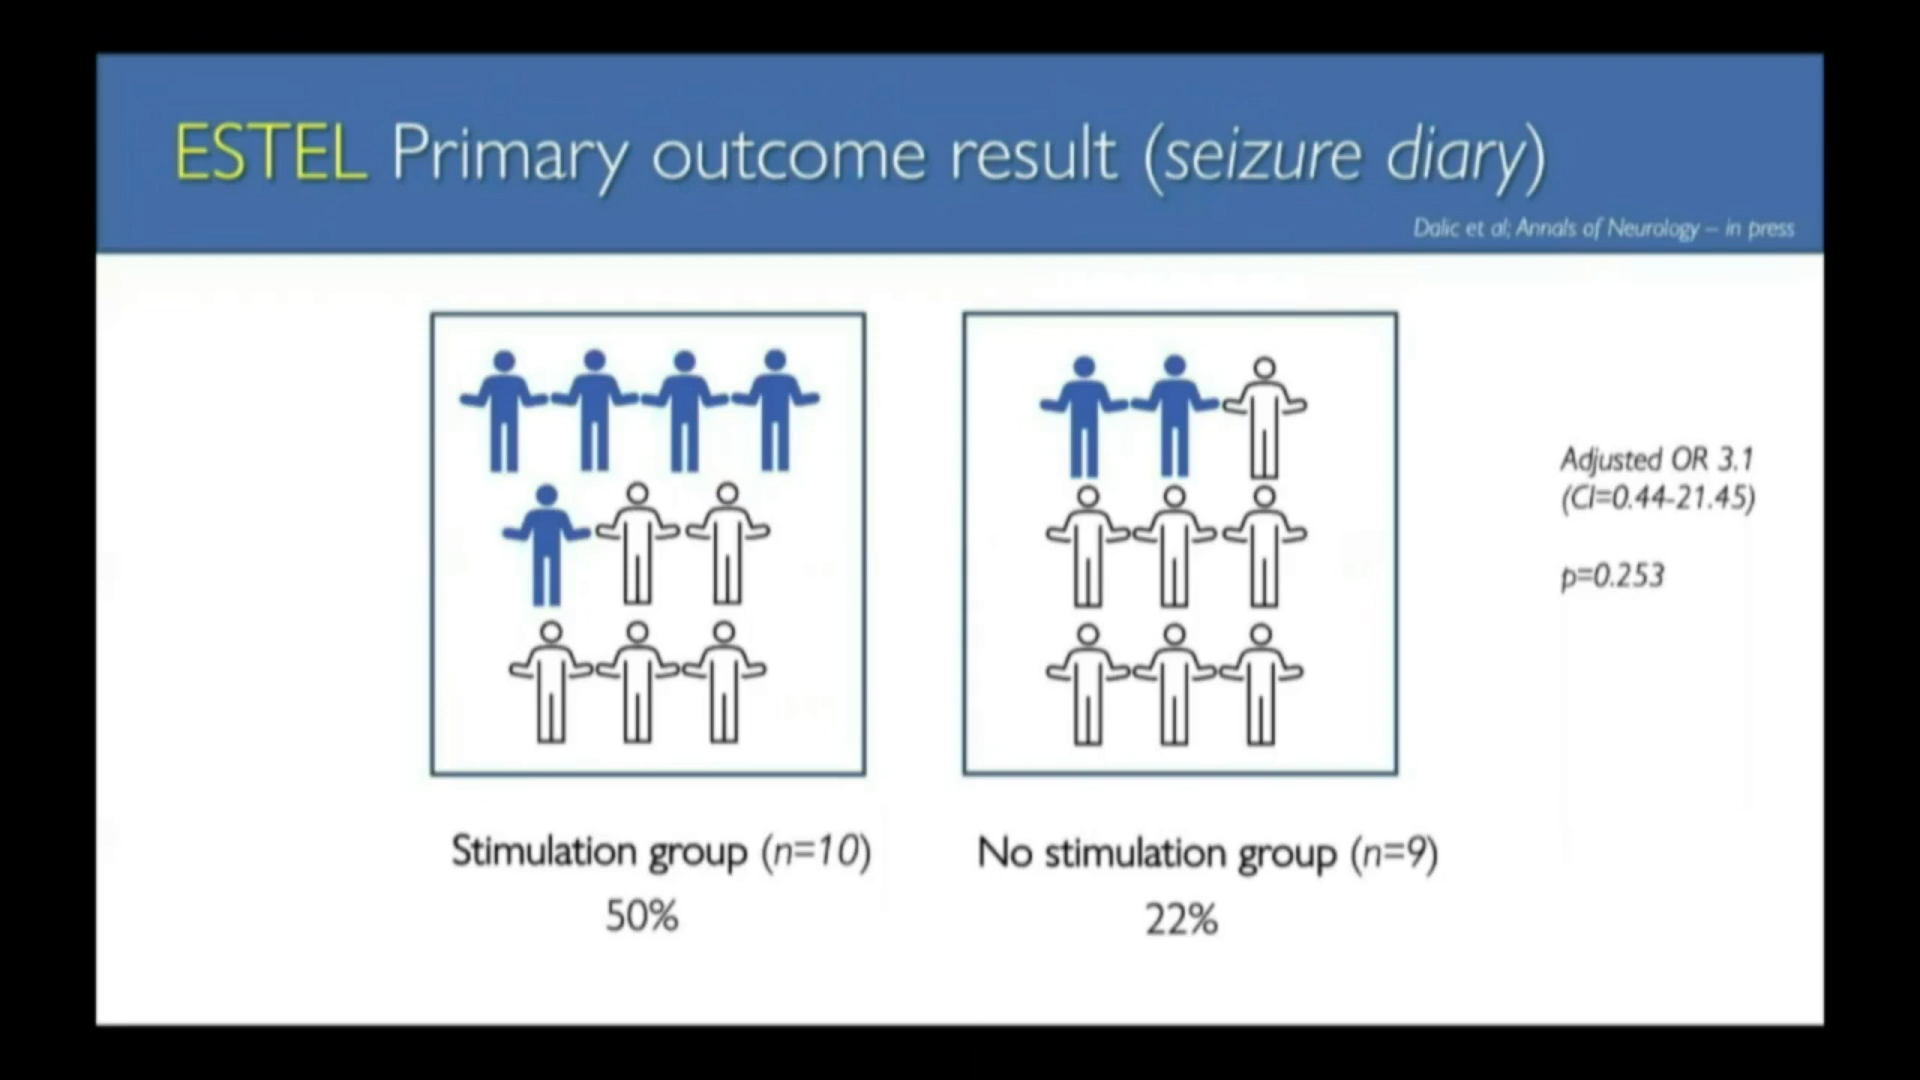 ESTEL Primary outcome result (seizure diary)
Dalic et al; Annals of Neurology – in press
Adjusted OR 3.1
(CI=0.44-21.45)
p=0.253
Stimulation group (n=10)
50%
No stimulation group (n=9)
22%